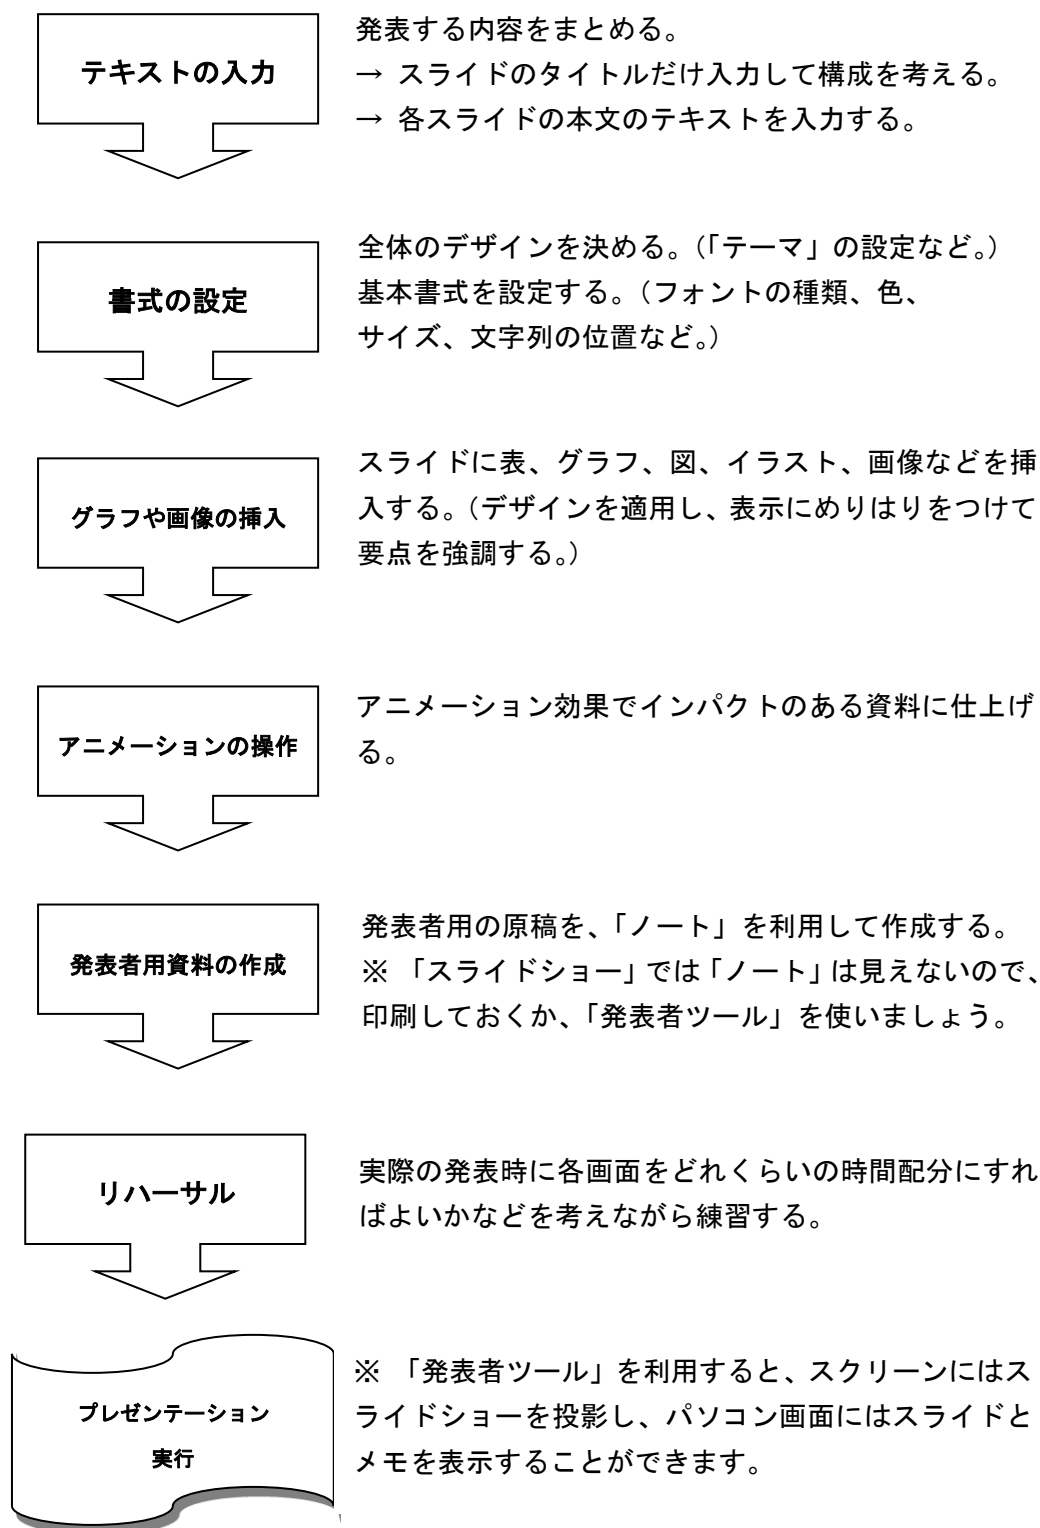 テキストの入力
発表する内容をまとめる。
→ スライドのタイトルだけ入力して構成を考える。
→ 各スライドの本文のテキストを入力する。
書式の設定
全体のデザインを決める。（「テーマ」の設定など。）
基本書式を設定する。（フォントの種類、色、
サイズ、文字列の位置など。）
グラフや画像の挿入
スライドに表、グラフ、図、イラスト、画像などを挿
入する。（デザインを適用し、表示にめりはりをつけて
要点を強調する。）
アニメーションの操作
アニメーション効果でインパクトのある資料に仕上げ
る。
発表者用資料の作成
発表者用の原稿を、「ノート」を利用して作成する。
※ 「スライドショー」では「ノート」は見えないので、
印刷しておくか、「発表者ツール」を使いましょう。
リハーサル
実際の発表時に各画面をどれくらいの時間配分にすれ
ばよいかなどを考えながら練習する。
プレゼンテーション
実行
※ 「発表者ツール」を利用すると、スクリーンにはス
ライドショーを投影し、パソコン画面にはスライドと
メモを表示することができます。